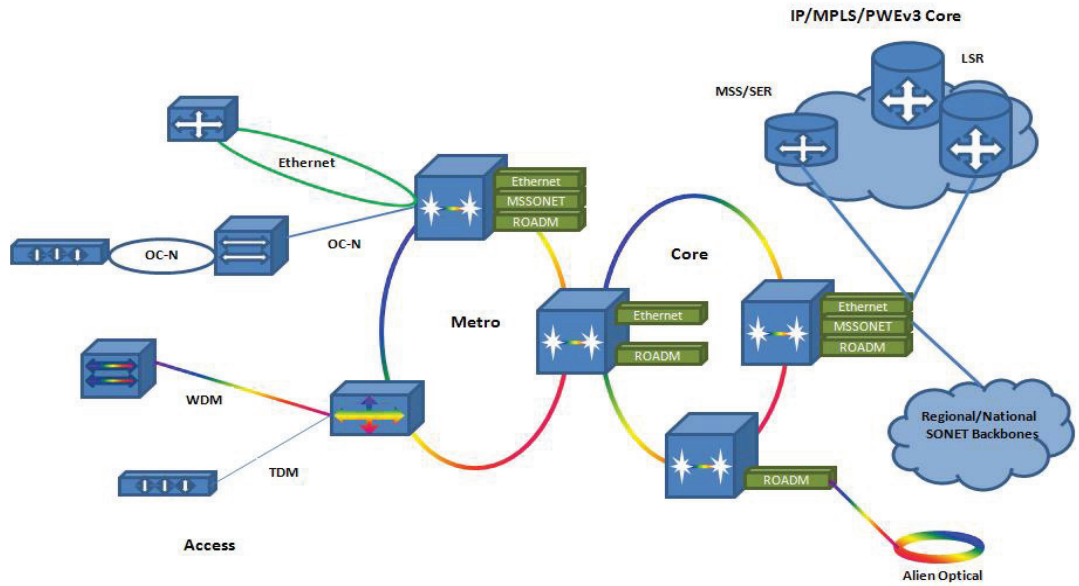 IP/MPLS/PWEv3 Core
LSR
MSS/SER
Ethernet
Ethernet
MSSONET
ROADM
OC-N
OC-N
Core
Metro
Ethernet
ROADM
Ethernet
MSSONET
ROADM
WDM
TDM
Regional/National
SONET Backbones
ROADM
Access
Alien Optical